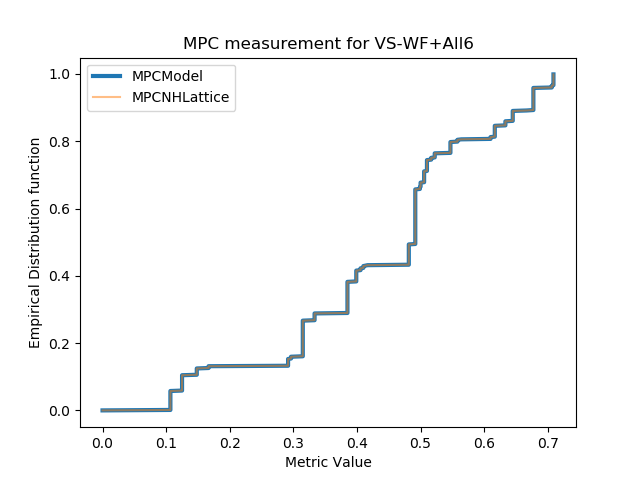 MPC measurement for VS-WF+All6
MPCModel
MPCNHLattice
Empirical Distribution function
1.0
0.8
0.6
0.4
0.2
0.0
0.0 0.1 0.2 0.3 0.4 0.5 0.6 0.7
Metric Value